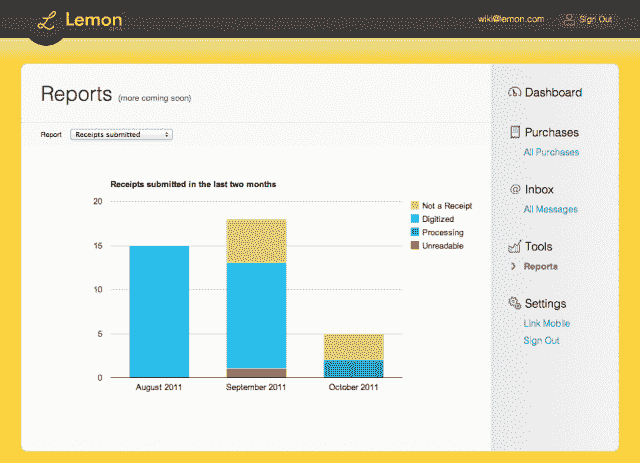 Lemon
BETA
wiki@lemon.com
Sign Out
Reports (more coming soon)
Report
Receipts submitted
Receipts submitted in the last two months
20
15
10
5
0
August 2011
September 2011
October 2011
Not a Receipt
Digitized
Processing
Unreadable
Dashboard
Purchases
All Purchases
Inbox
All Messages
Tools
Reports
Settings
Link Mobile
Sign Out